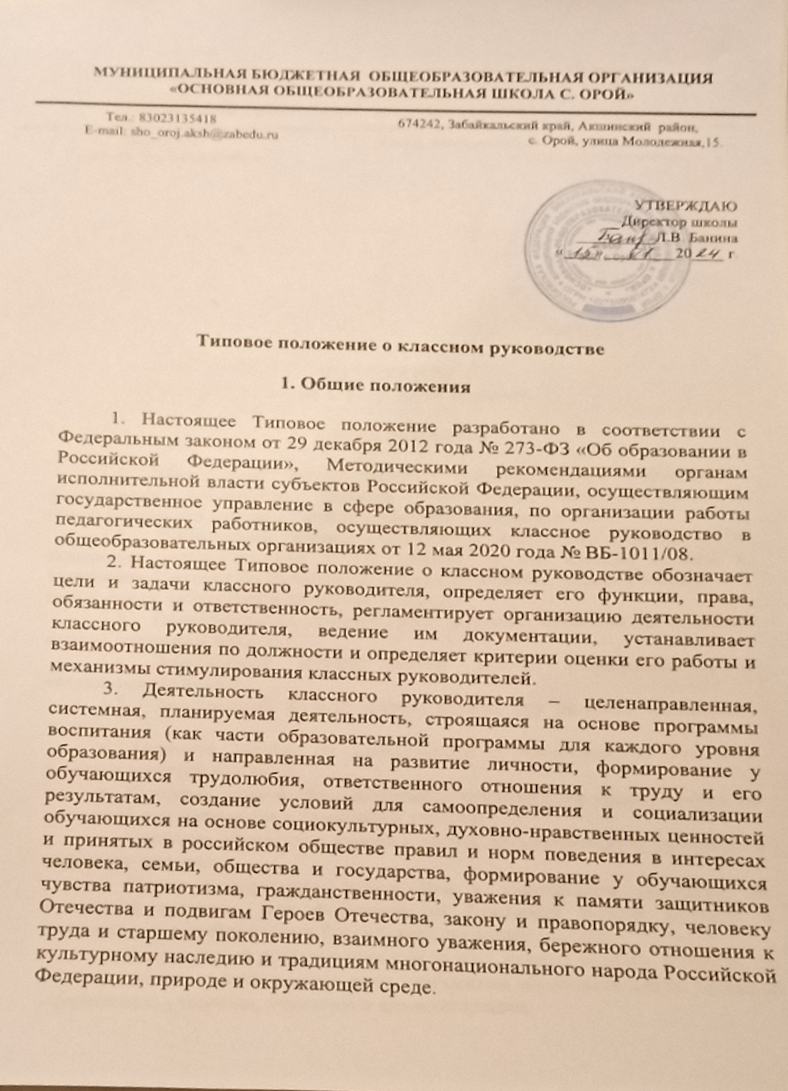 МУНИЦИПАЛЬНАЯ БЮДЖЕТНАЯ ОБЩЕОБРАЗОВАТЕЛЬНАЯ ОРГАНИЗАЦИЯ
«ОСНОВНАЯ ОБЩЕОБРАЗОВАТЕЛЬНАЯ ШКОЛА С. ОРОЙ»
Тел.: 83023135418
E-mail: sho_oroj.aksh@zabedu.ru
674242, Забайкальский край, Акшинский район,
с. Орой, улица Молодежная,15.
УТВЕРЖДАЮ
Директор школы
Л.В. Банина
«12» 2024 г
Типовое положение о классном руководстве
1. Общие положения
1. Настоящее Типовое положение разработано в соответствии с
Федеральным законом от 29 декабря 2012 года № 273-ФЗ «Об образовании в
Российской Федерации», Методическими рекомендациями органам
исполнительной власти субъектов Российской Федерации, осуществляющим
государственное управление в сфере образования, по организации работы
педагогических работников, осуществляющих классное руководство в
общеобразовательных организациях от 12 мая 2020 года № ВБ-1011/08.
2. Настоящее Типовое положение о классном руководстве обозначает
цели и задачи классного руководителя, определяет его функции, права,
обязанности и ответственность, регламентирует организацию деятельности
классного руководителя, ведение им документации, устанавливает
взаимоотношения по должности и определяет критерии оценки его работы и
механизмы стимулирования классных руководителей.
3. Деятельность классного руководителя – целенаправленная,
системная, планируемая деятельность, строящаяся на основе программы
воспитания (как части образовательной программы для каждого уровня
образования) и направленная на развитие личности, формирование у
обучающихся трудолюбия, ответственного отношения к труду и его
результатам, создание условий для самоопределения и социализации
обучающихся на основе социокультурных, духовно-нравственных ценностей
и принятых в российском обществе правил и норм поведения в интересах
человека, семьи, общества и государства, формирование у обучающихся
чувства патриотизма, гражданственности, уважения к памяти защитников
Отечества и подвигам Героев Отечества, закону и правопорядку, человеку
труда и старшему поколению, взаимного уважения, бережного отношения к
культурному наследию и традициям многонационального народа Российской
Федерации, природе и окружающей среде.